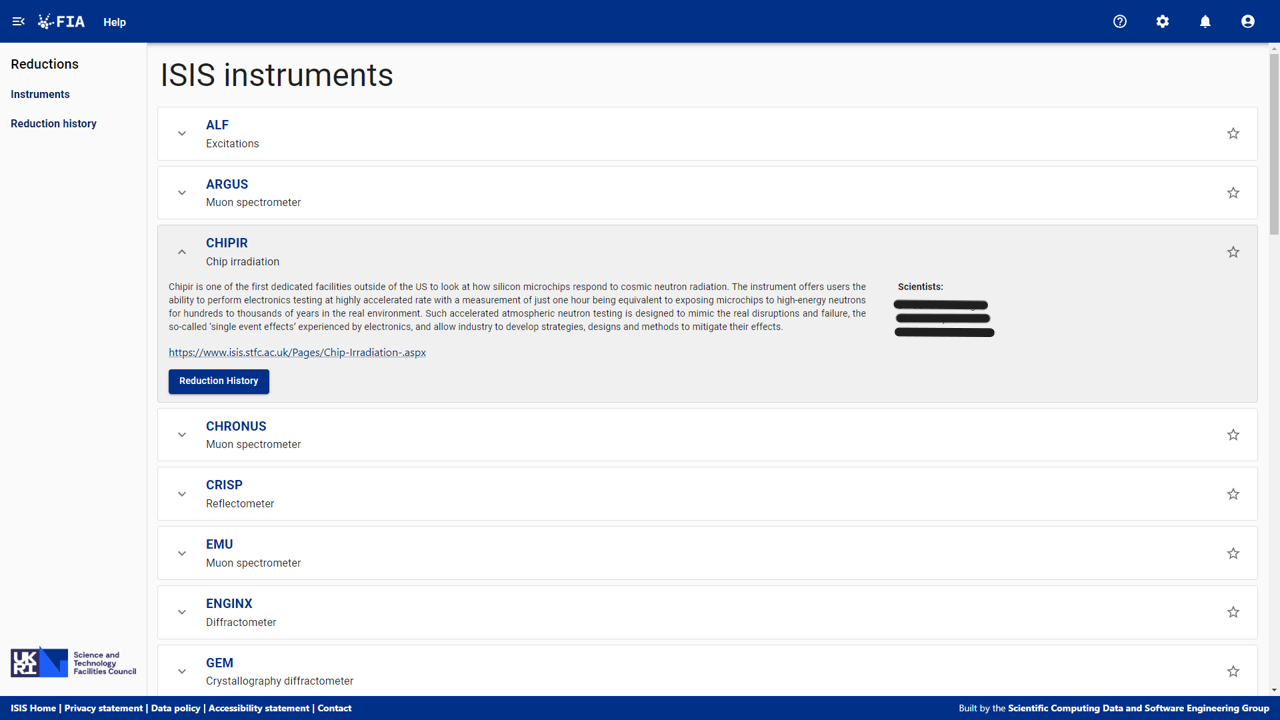 FIA
Help
Reductions
Instruments
Reduction history
ISIS instruments
ALF
Excitations
ARGUS
Muon spectrometer
CHIPIR
Chip irradiation
Chipir is one of the first dedicated facilities outside of the US to look at how silicon microchips respond to cosmic neutron radiation. The instrument offers users the
ability to perform electronics testing at highly accelerated rate with a measurement of just one hour being equivalent to exposing microchips to high-energy neutrons
for hundreds to thousands of years in the real environment. Such accelerated atmospheric neutron testing is designed to mimic the real disruptions and failure, the
so-called 'single event effects' experienced by electronics, and allow industry to develop strategies, designs and methods to mitigate their effects.
Scientists:
https://www.isis.stfc.ac.uk/Pages/Chip-Irradiation-.aspx
Reduction History
CHRONUS
Muon spectrometer
CRISP
Reflectometer
EMU
Muon spectrometer
ENGINX
Diffractometer
GEM
Crystallography diffractometer
UKRI
Science and
Technology
Facilities Council
ISIS Home | Privacy statement | Data policy | Accessibility statement | Contact
Built by the Scientific Computing Data and Software Engineering Group